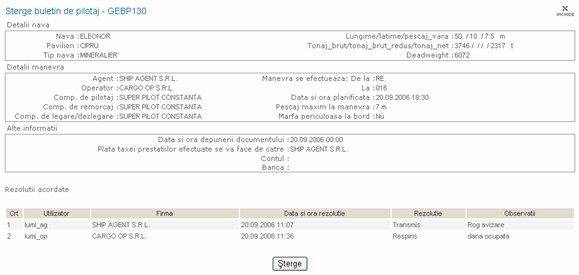 Sterge buletin de pilotaj - GEBP130
INCHIDE
Detalii nava
Nava : ELEONOR Lungime/latime/pescaj_vara : 50 / 10 / 7.5 m
Pavilion : CIPRU Tonaj_brut/tonaj_brut_redus/tonaj_net : 3746 / / / 2317 t
Tip nava : MINERALIER Deadweight : 6072
Detalii manevra
Agent : SHIP AGENT S.R.L. Manevra se efectueaza: De la : RE
Operator : CARGO OP S.R.L. La : 016
Comp. de pilotaj : SUPER PILOT CONSTANTA Data si ora planificata : 20.09.2006 18:30
Comp. de remorcaj : SUPER PILOT CONSTANTA Pescaj maxim la manevra : 7 m
Comp. de legare/dezlegare : SUPER PILOT CONSTANTA Marfa periculoasa la bord : Nu
Alte informatii
Data si ora depunerii documentului : 20.09.2006 00:00
Plata taxei prestatiilor efectuate se va face de catre : SHIP AGENT S.R.L.
Contul :
Banca :
Rezolutii acordate
Crt Utilizator Firma Data si ora rezolutie Rezolutie Observatii
1 lumi_ag SHIP AGENT S.R.L. 20.09.2006 11:07 Transmis Rog avizare
2 lumi_op CARGO OP S.R.L. 20.09.2006 11:36 Respins dana ocupata
Şterge